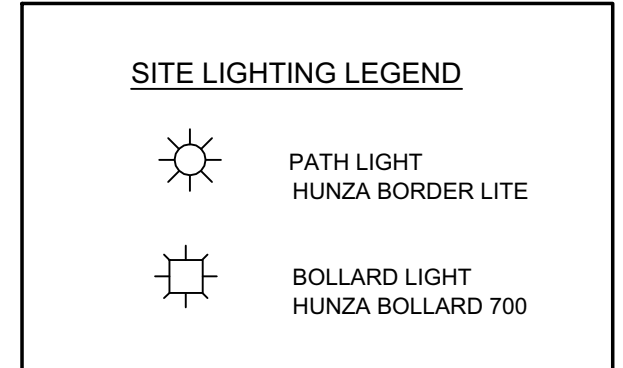 SITE LIGHTING LEGEND
PATH LIGHT
HUNZA BORDER LITE
BOLLARD LIGHT
HUNZA BOLLARD 700